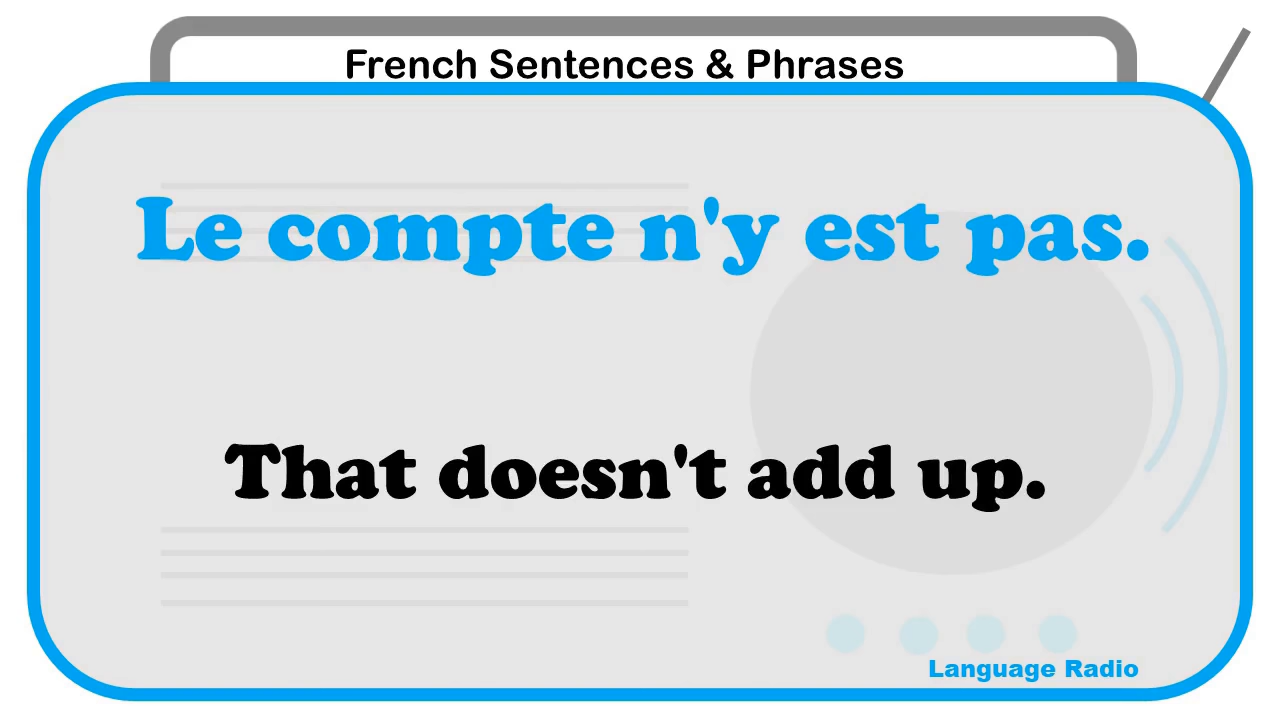 French Sentences & Phrases
Le compte n'y est pas.
That doesn't add up.
Language Radio